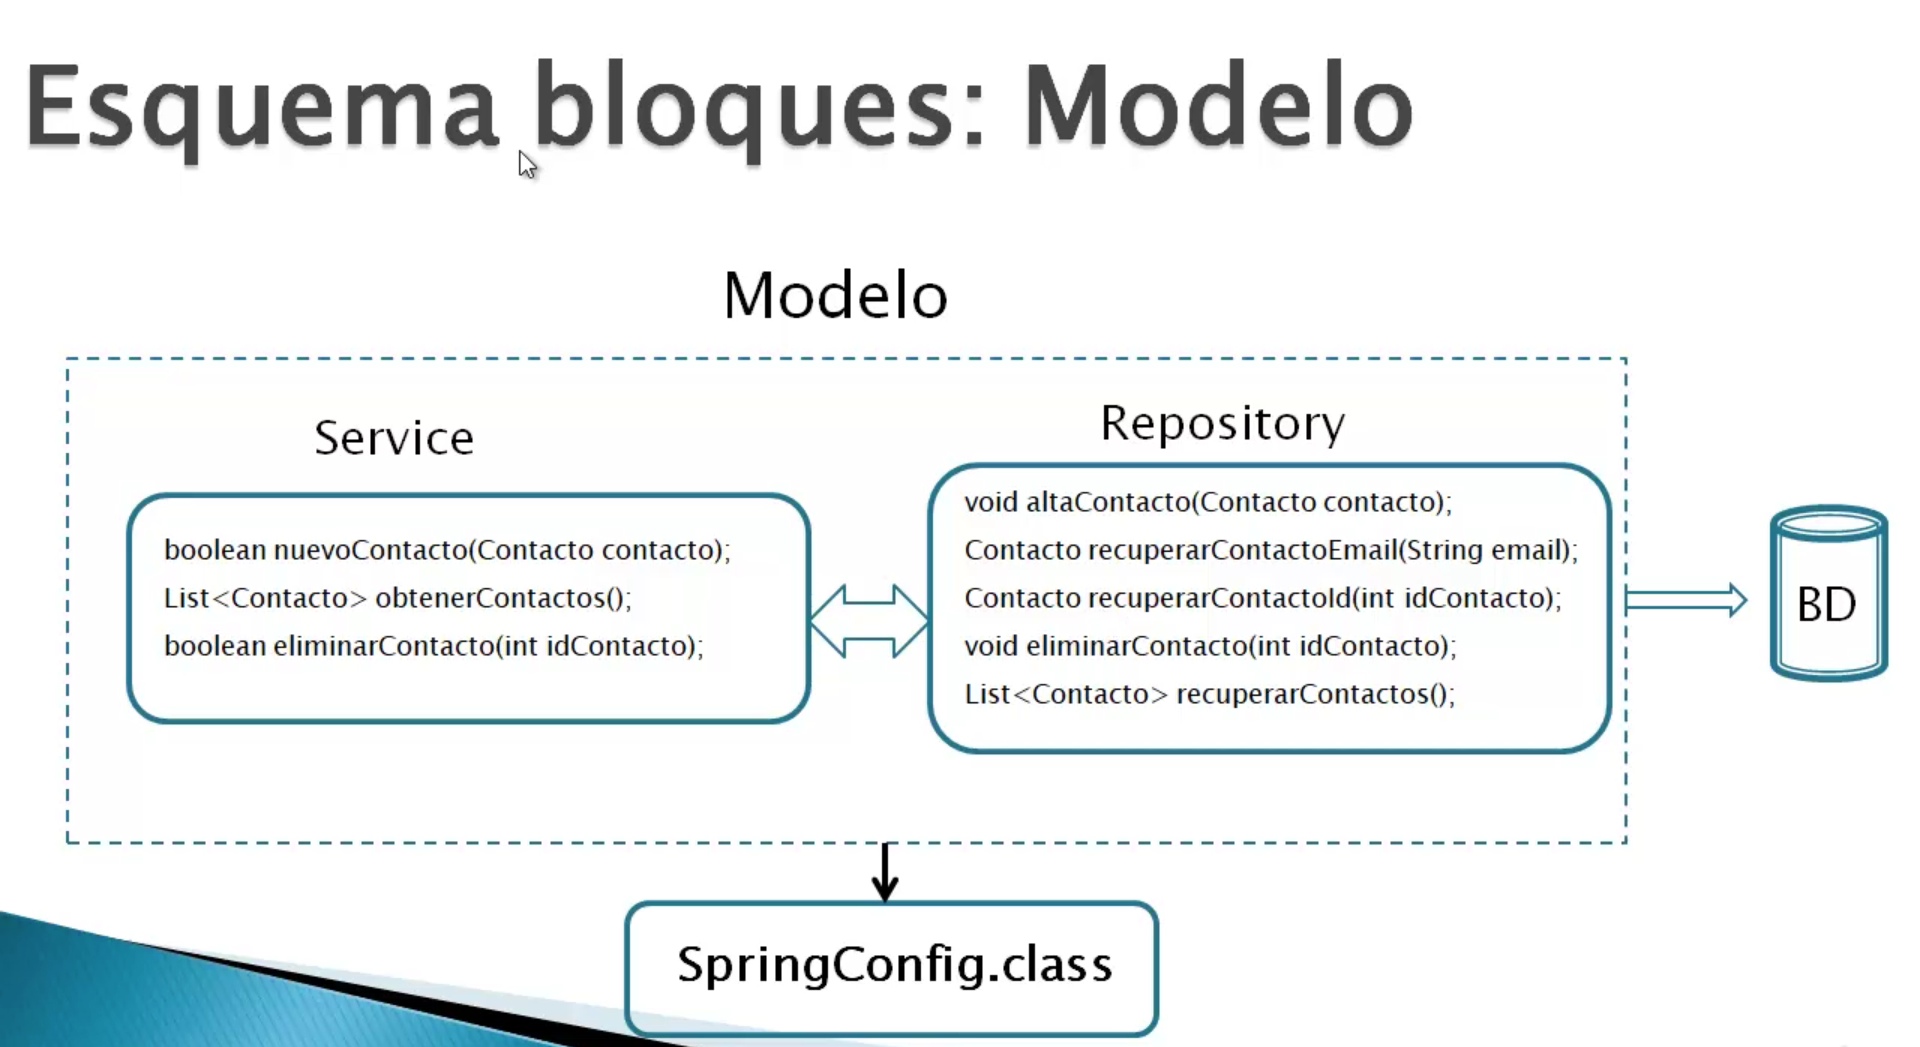 Esquema bloques: Modelo
Modelo
Service
boolean nuevoContacto(Contacto contacto);
List<Contacto> obtenerContactos();
boolean eliminarContacto(int idContacto);
Repository
void altaContacto(Contacto contacto);
Contacto recuperarContactoEmail(String email);
Contacto recuperarContactoId(int idContacto);
void eliminarContacto(int idContacto);
List<Contacto> recuperarContactos();
BD
SpringConfig.class